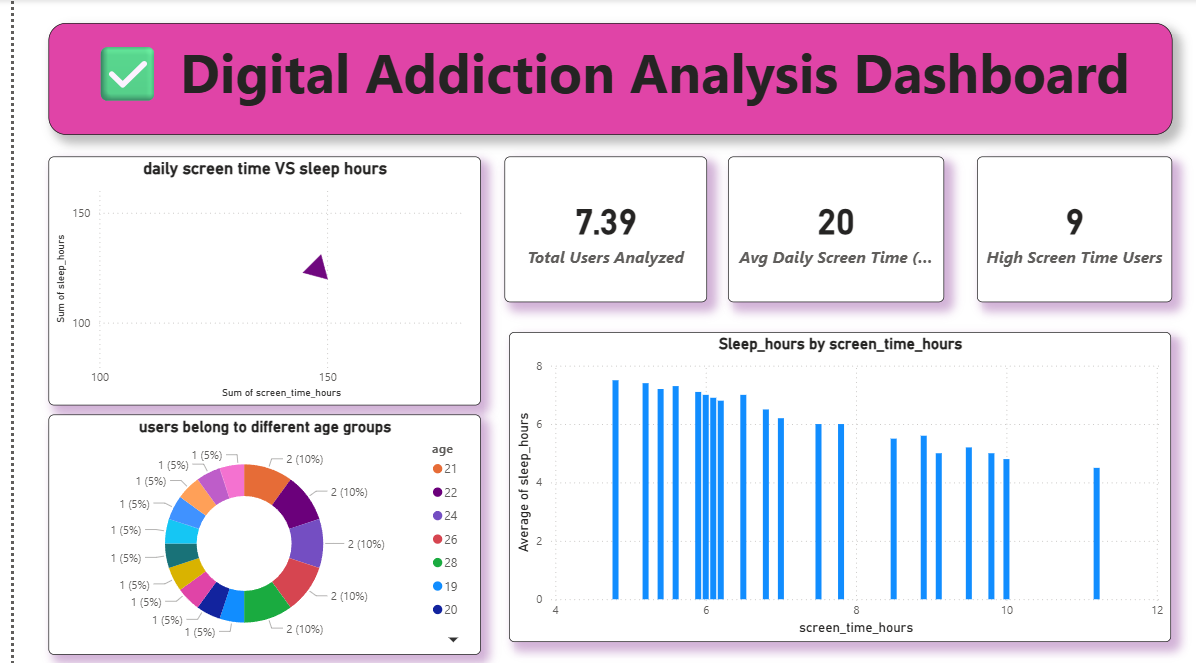 ✅ Digital Addiction Analysis Dashboard
daily screen time VS sleep hours
150
100
Sum of sleep_hours
100 150
Sum of screen_time_hours
7.39
Total Users Analyzed
20
Avg Daily Screen Time (...
9
High Screen Time Users
users belong to different age groups
2 (10%)
2 (10%)
2 (10%)
2 (10%)
2 (10%)
1 (5%)
1 (5%)
1 (5%)
1 (5%)
1 (5%)
1 (5%)
1 (5%)
1 (5%)
1 (5%)
1 (5%)
age
21
22
24
26
28
19
20
Sleep_hours by screen_time_hours
8
6
4
2
0
Average of sleep_hours
4 6 8 10 12
screen_time_hours